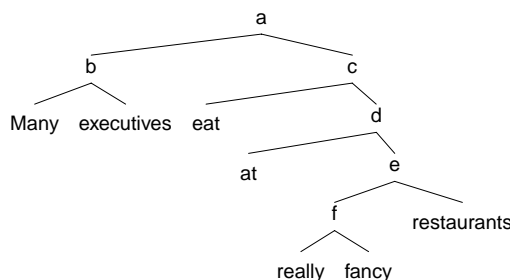 a
b c
Many executives eat d
at e
f restaurants
really fancy